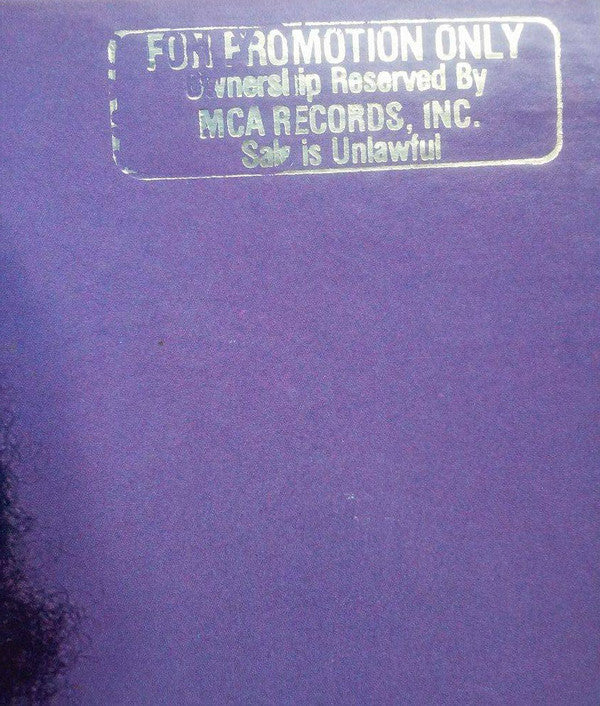 FOR PROMOTION ONLY
Ownership Reserved By
MCA RECORDS, INC.
Sale is Unlawful